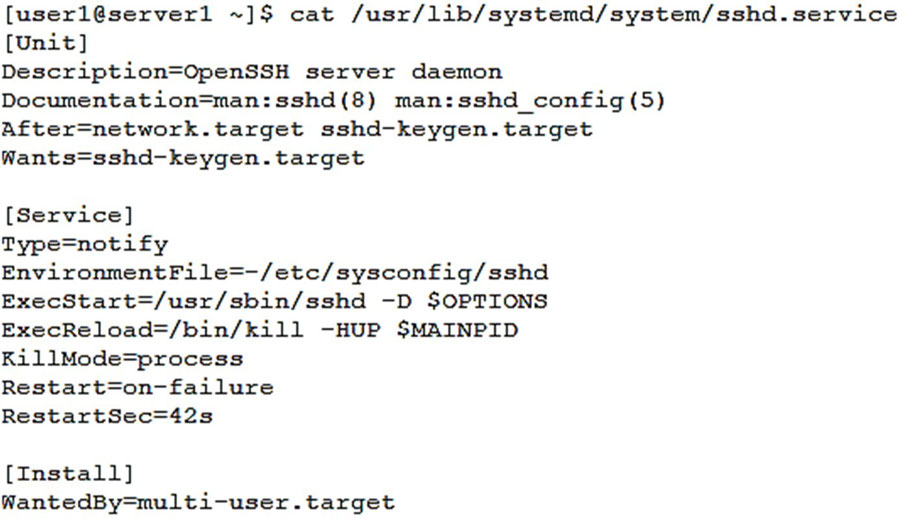 [user1@server1 ~]$ cat /usr/lib/systemd/system/sshd.service
[Unit]
Description=OpenSSH server daemon
Documentation=man:sshd(8) man:sshd_config(5)
After=network.target sshd-keygen.target
Wants=sshd-keygen.target

[Service]
Type=notify
EnvironmentFile=-/etc/sysconfig/sshd
ExecStart=/usr/sbin/sshd -D $OPTIONS
ExecReload=/bin/kill -HUP $MAINPID
KillMode=process
Restart=on-failure
RestartSec=42s

[Install]
WantedBy=multi-user.target